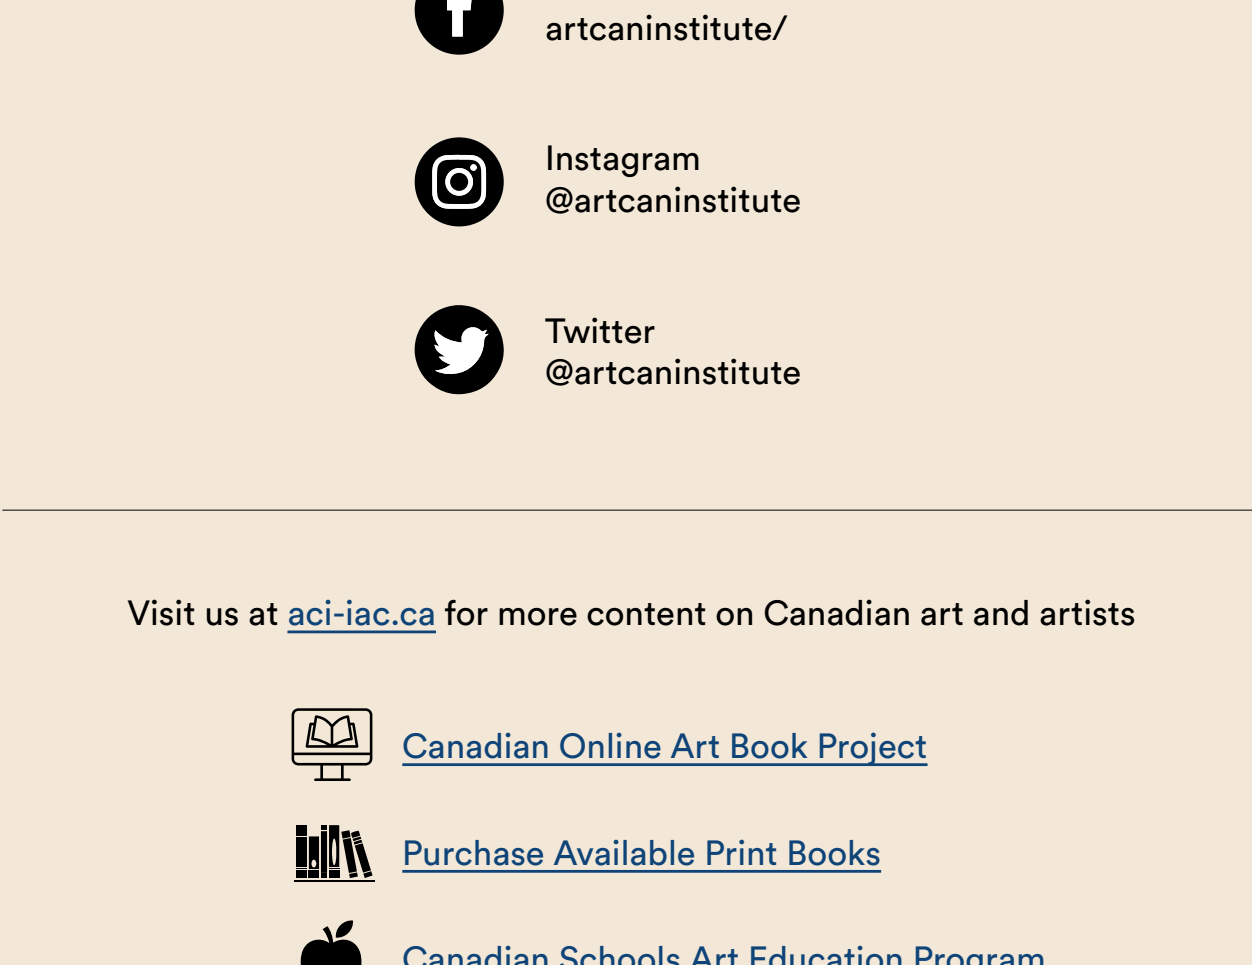 artcaninstitute/
Instagram
@artcaninstitute
Twitter
@artcaninstitute
Visit us at aci-iac.ca for more content on Canadian art and artists
Canadian Online Art Book Project
Purchase Available Print Books
Canadian Schools Art Education Program